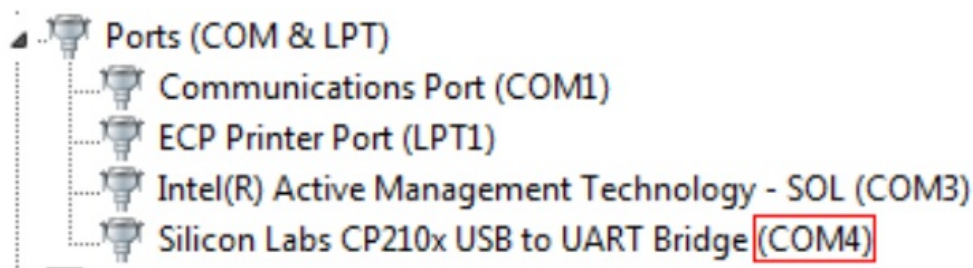 Ports (COM & LPT)
Communications Port (COM1)
ECP Printer Port (LPT1)
Intel(R) Active Management Technology - SOL (COM3)
Silicon Labs CP210x USB to UART Bridge (COM4)